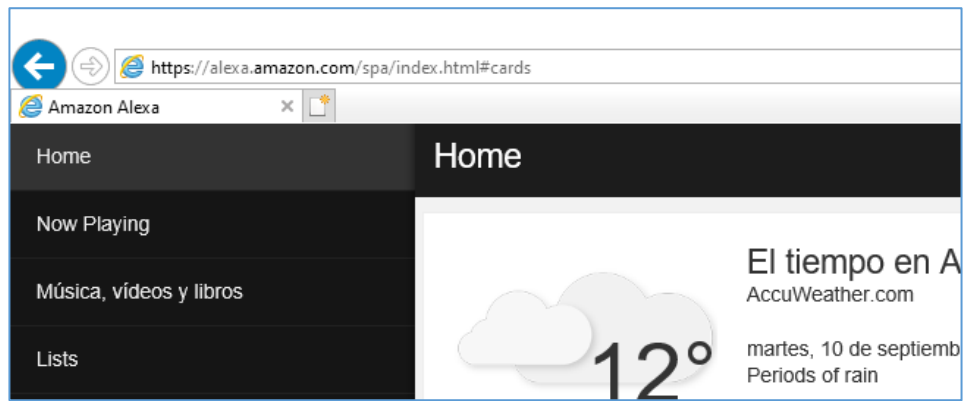 https://alexa.amazon.com/spa/index.html#cards
Amazon Alexa
Home
Now Playing
Música, vídeos y libros
Lists
Home
El tiempo en A
AccuWeather.com
12°
martes, 10 de septiemb
Periods of rain